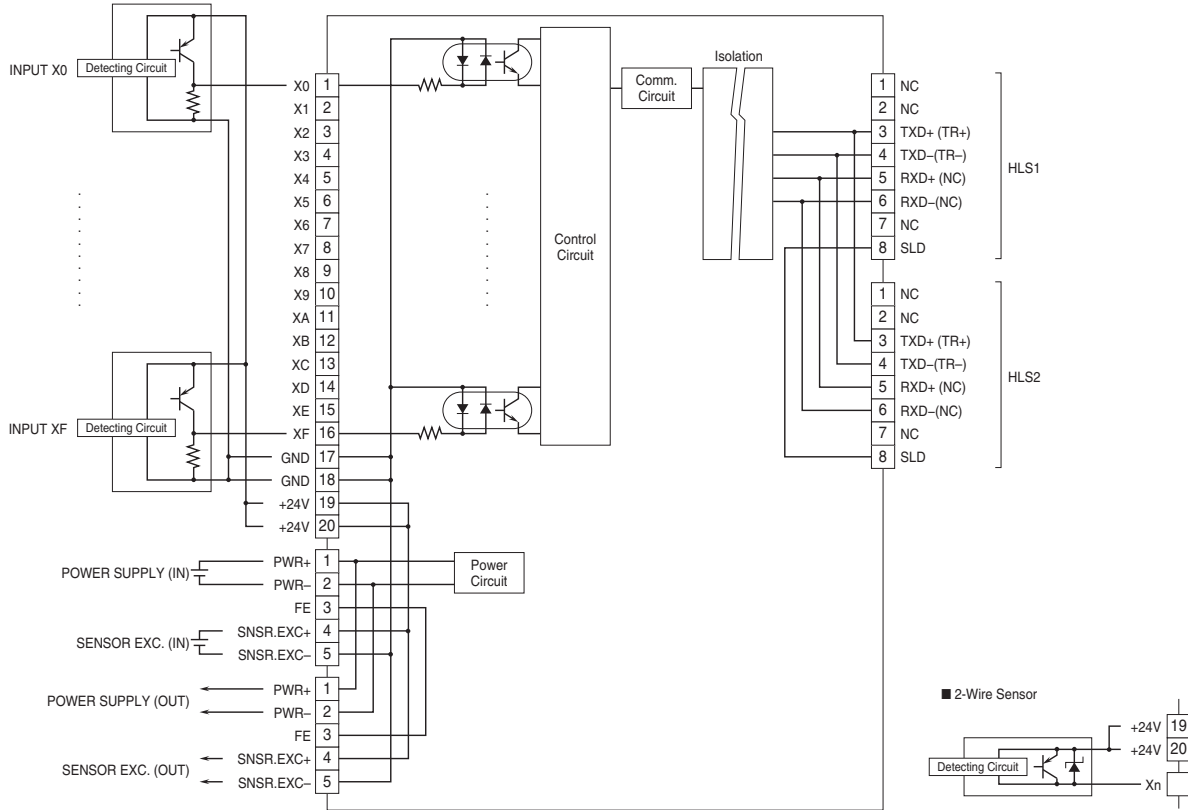 INPUT X0
Detecting Circuit
X0 1
X1 2
X2 3
X3 4
X4 5
X5 6
X6 7
X7 8
X8 9
X9 10
XA 11
XB 12
XC 13
XD 14
XE 15
XF 16
GND 17
GND 18
+24V 19
+24V 20
INPUT XF
Detecting Circuit
POWER SUPPLY (IN)
PWR+ 1
PWR– 2
FE 3
SENSOR EXC. (IN)
SNSR.EXC+ 4
SNSR.EXC– 5
POWER SUPPLY (OUT)
PWR+ 1
PWR– 2
FE 3
SENSOR EXC. (OUT)
SNSR.EXC+ 4
SNSR.EXC– 5
Control
Circuit
Power
Circuit
Comm.
Circuit
Isolation
1 NC
2 NC
3 TXD+ (TR+)
4 TXD–(TR–)
5 RXD+ (NC)
6 RXD–(NC)
7 NC
8 SLD
HLS1
1 NC
2 NC
3 TXD+ (TR+)
4 TXD–(TR–)
5 RXD+ (NC)
6 RXD–(NC)
7 NC
8 SLD
HLS2
■ 2-Wire Sensor
Detecting Circuit
+24V 19
+24V 20
Xn